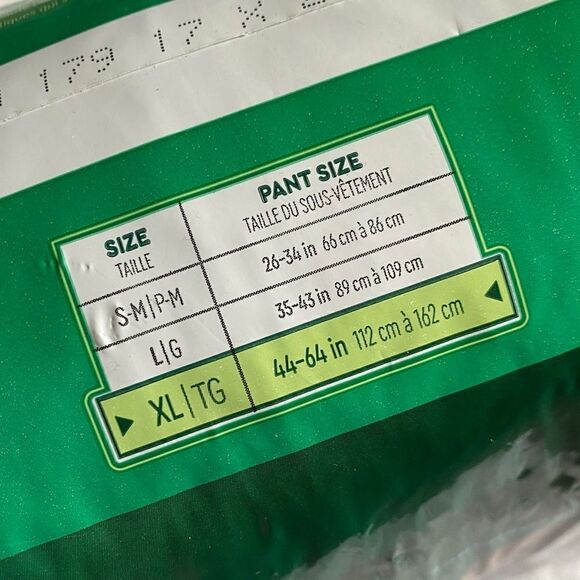 179 17 X
SIZE
TAILLE
PANT SIZE
TAILLE DU SOUS-VÊTEMENT
S-M|P-M
26-34 in 66 cm à 86 cm
L|G
35-43 in 89 cm à 109 cm
XL|TG
44-64 in 112 cm à 162 cm